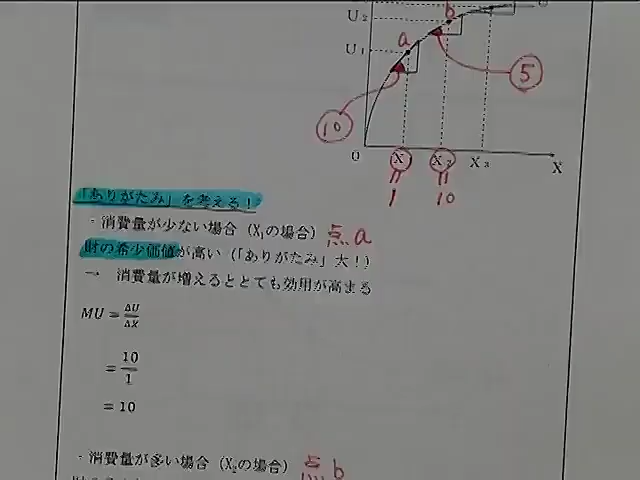 U₂
b
U₁
a
⑤
⑩
0
X₁
X₂
X₃
X
1
10
「ありがたみ」を考える！
・消費量が少ない場合（X₁の場合） 点a
財の希少価値が高い（「ありがたみ」大！）
→ 消費量が増えるととても効用が高まる
MU = ΔU/ΔX
= 10/1
= 10
・消費量が多い場合（X₂の場合） 点b